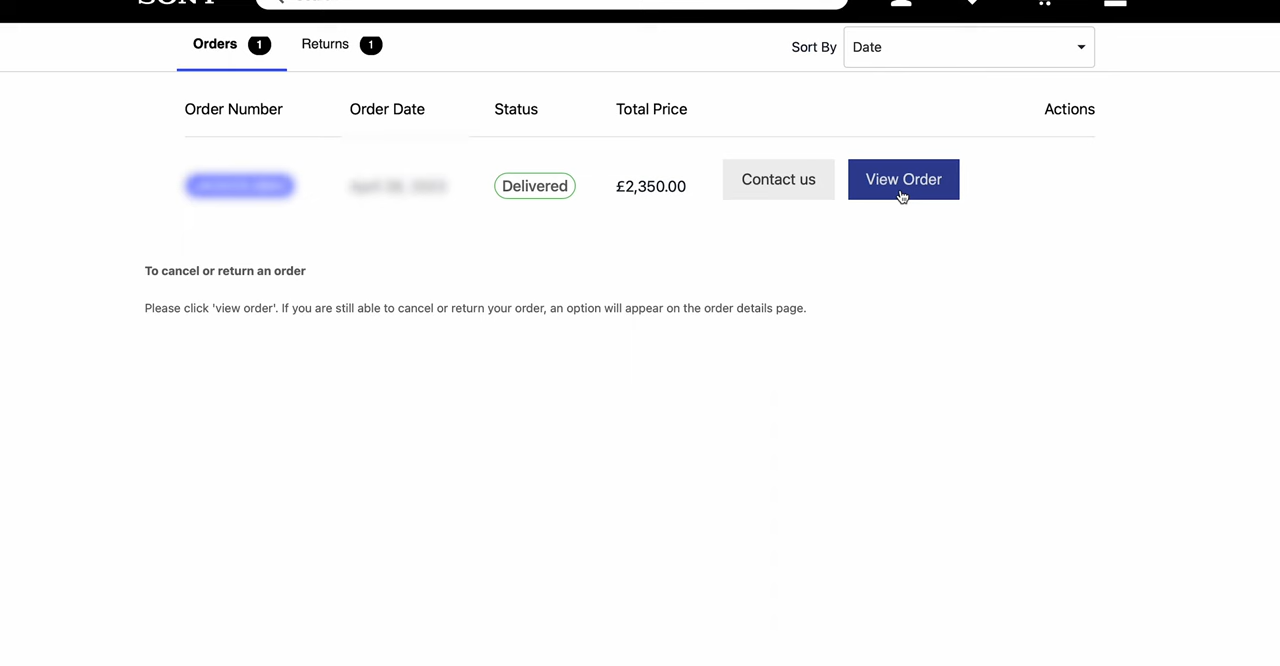 SONY
Orders 1 Returns 1 Sort By Date
Order Number Order Date Status Total Price Actions
Delivered £2,350.00 Contact us View Order
To cancel or return an order
Please click 'view order'. If you are still able to cancel or return your order, an option will appear on the order details page.